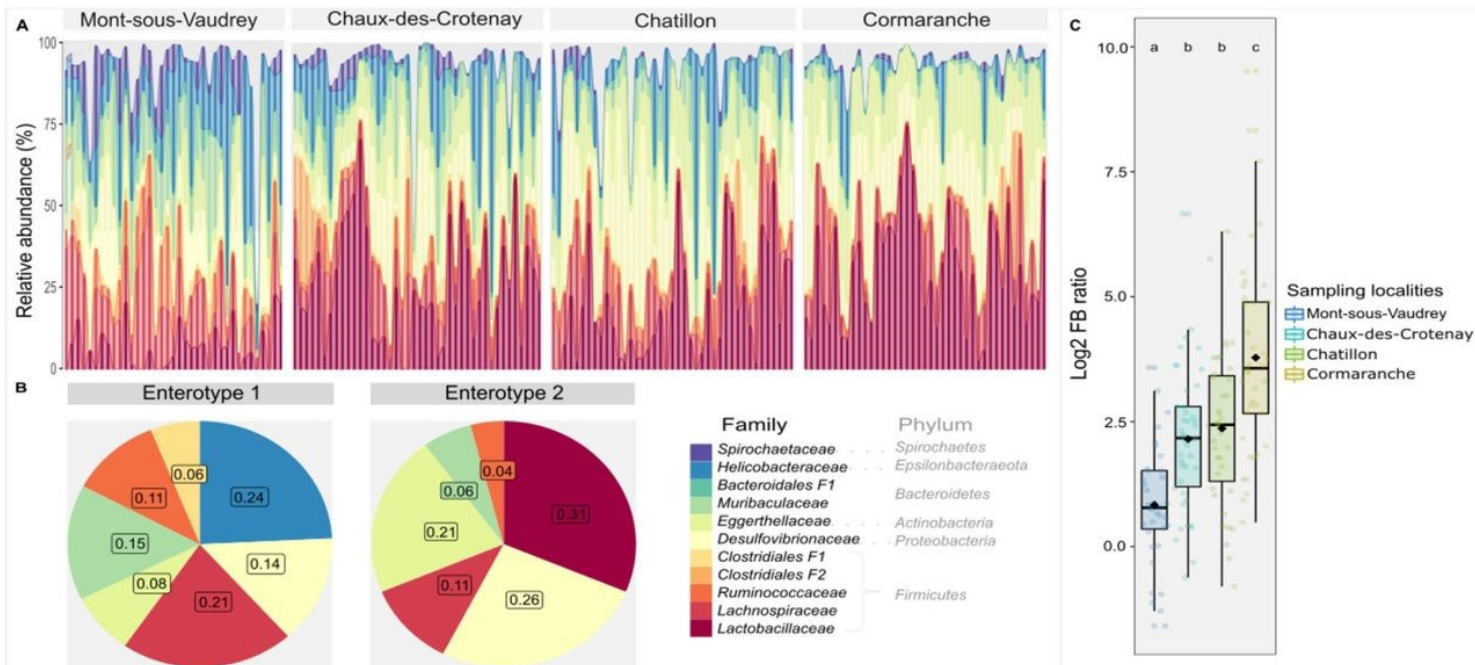 A
Mont-sous-Vaudrey Chaux-des-Crotenay Chatillon Cormaranche
Relative abundance (%)
100
75
50
25
0
B
Enterotype 1
0.06
0.24
0.11
0.15
0.14
0.08
0.21
Enterotype 2
0.04
0.06
0.31
0.21
0.11
0.26
Family Phylum
Spirochaetaceae Spirochaetes
Helicobacteraceae Epsilonbacteraeota
Bacteroidales F1
Muribaculaceae Bacteroidetes
Eggerthellaceae Actinobacteria
Desulfovibrionaceae Proteobacteria
Clostridiales F1
Clostridiales F2
Ruminococcaceae Firmicutes
Lachnospiraceae
Lactobacillaceae
C
Log2 FB ratio
10.0
7.5
5.0
2.5
0.0
a b b c
Sampling localities
Mont-sous-Vaudrey
Chaux-des-Crotenay
Chatillon
Cormaranche